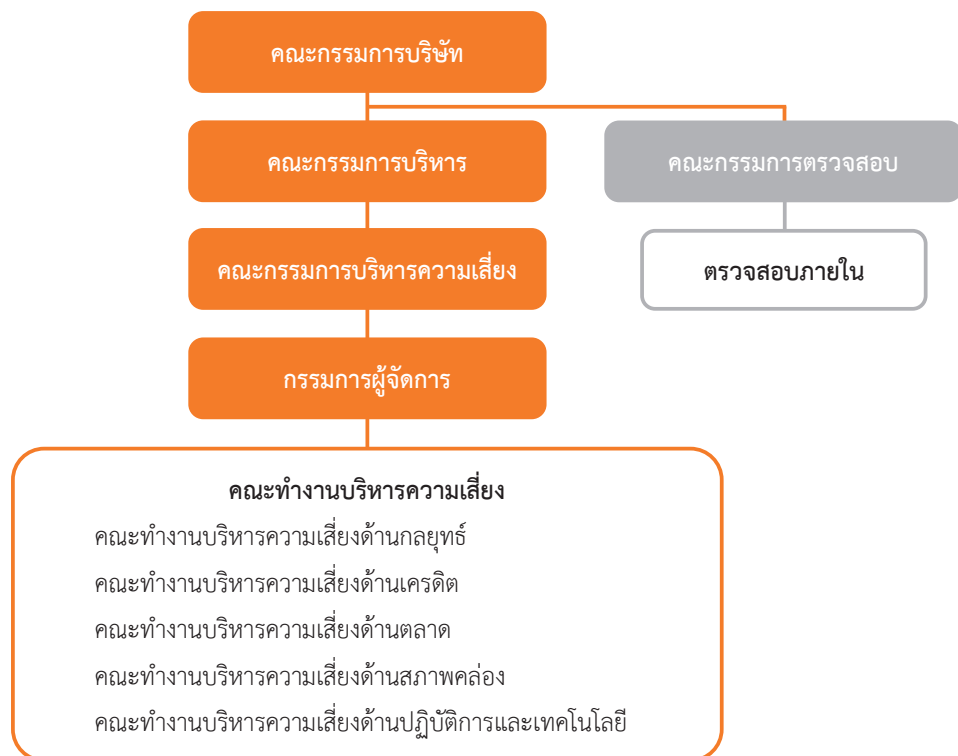 คณะกรรมการบริษัท
คณะกรรมการบริหาร
คณะกรรมการตรวจสอบ
คณะกรรมการบริหารความเสี่ยง
ตรวจสอบภายใน
กรรมการผู้จัดการ
คณะทำงานบริหารความเสี่ยง
คณะทำงานบริหารความเสี่ยงด้านกลยุทธ์
คณะทำงานบริหารความเสี่ยงด้านเครดิต
คณะทำงานบริหารความเสี่ยงด้านตลาด
คณะทำงานบริหารความเสี่ยงด้านสภาพคล่อง
คณะทำงานบริหารความเสี่ยงด้านปฏิบัติการและเทคโนโลยี